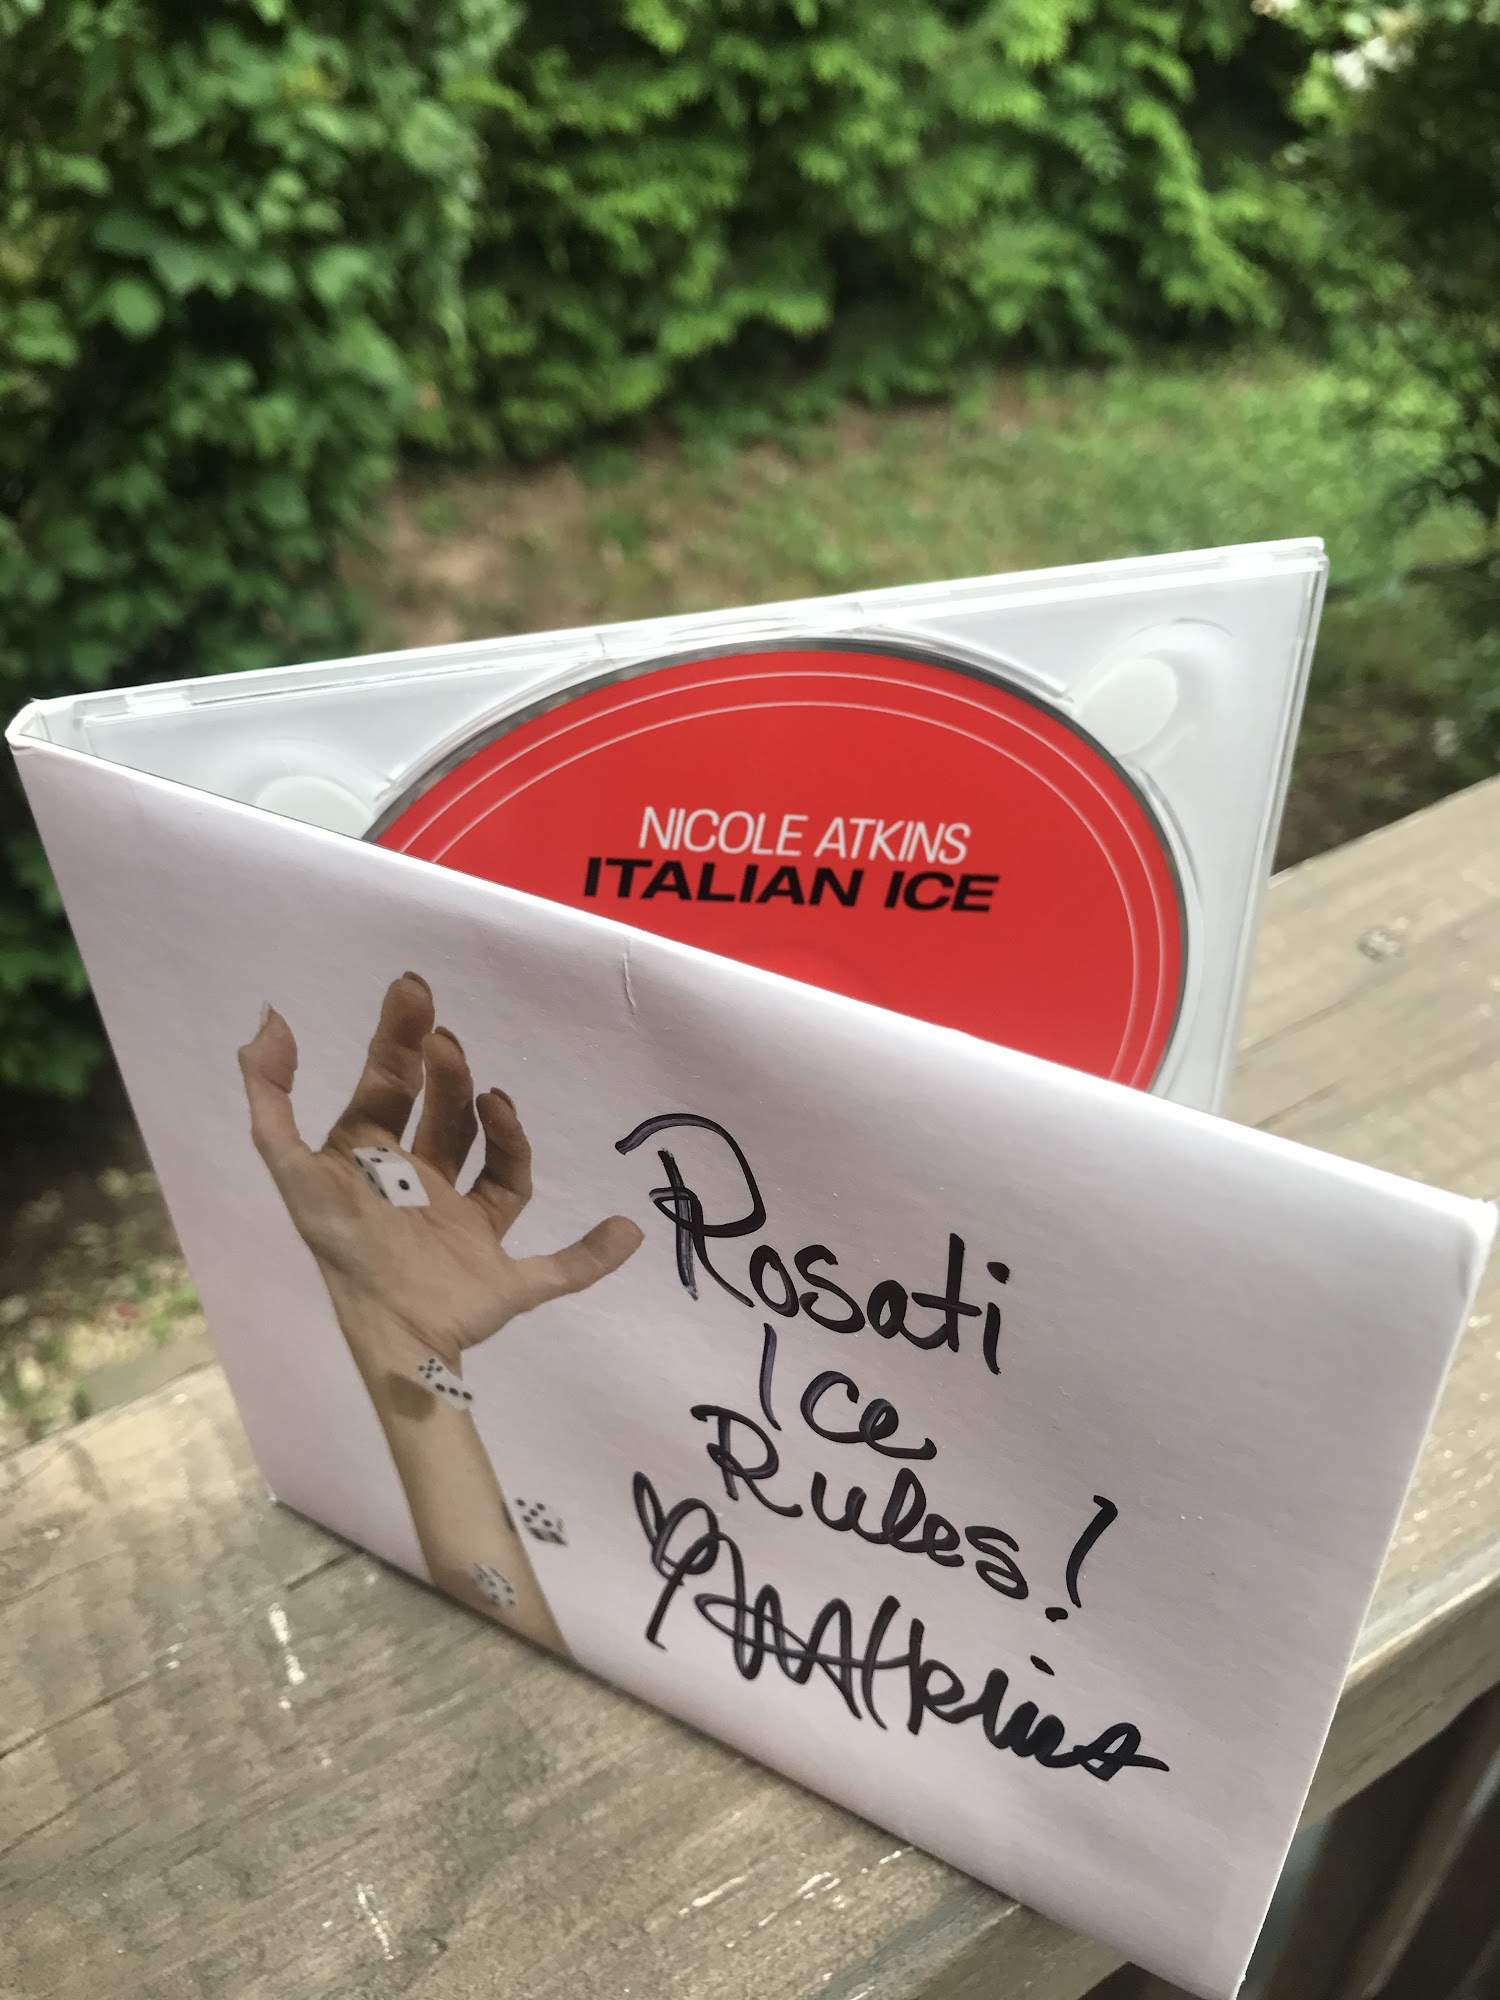 NICOLE ATKINS
ITALIAN ICE
Rosati
Ice
Rules!
Atkins